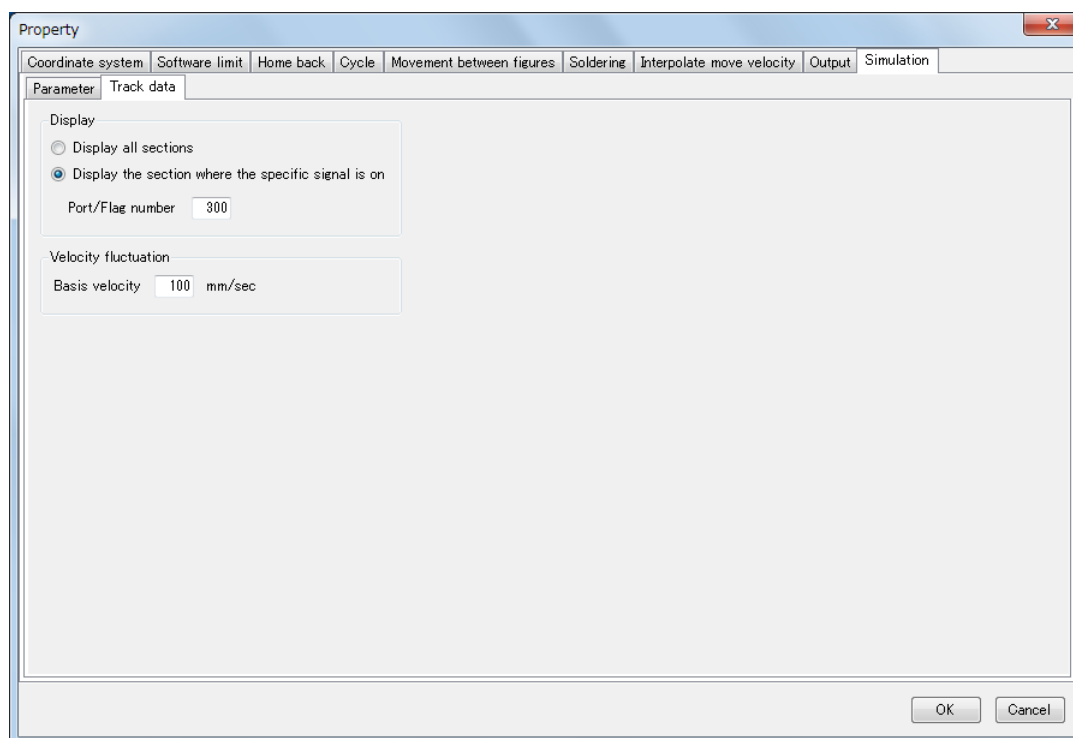 Property
Coordinate system Software limit Home back Cycle Movement between figures Soldering Interpolate move velocity Output Simulation
Parameter Track data
Display
Display all sections
Display the section where the specific signal is on
Port/Flag number 300
Velocity fluctuation
Basis velocity 100 mm/sec
OK Cancel